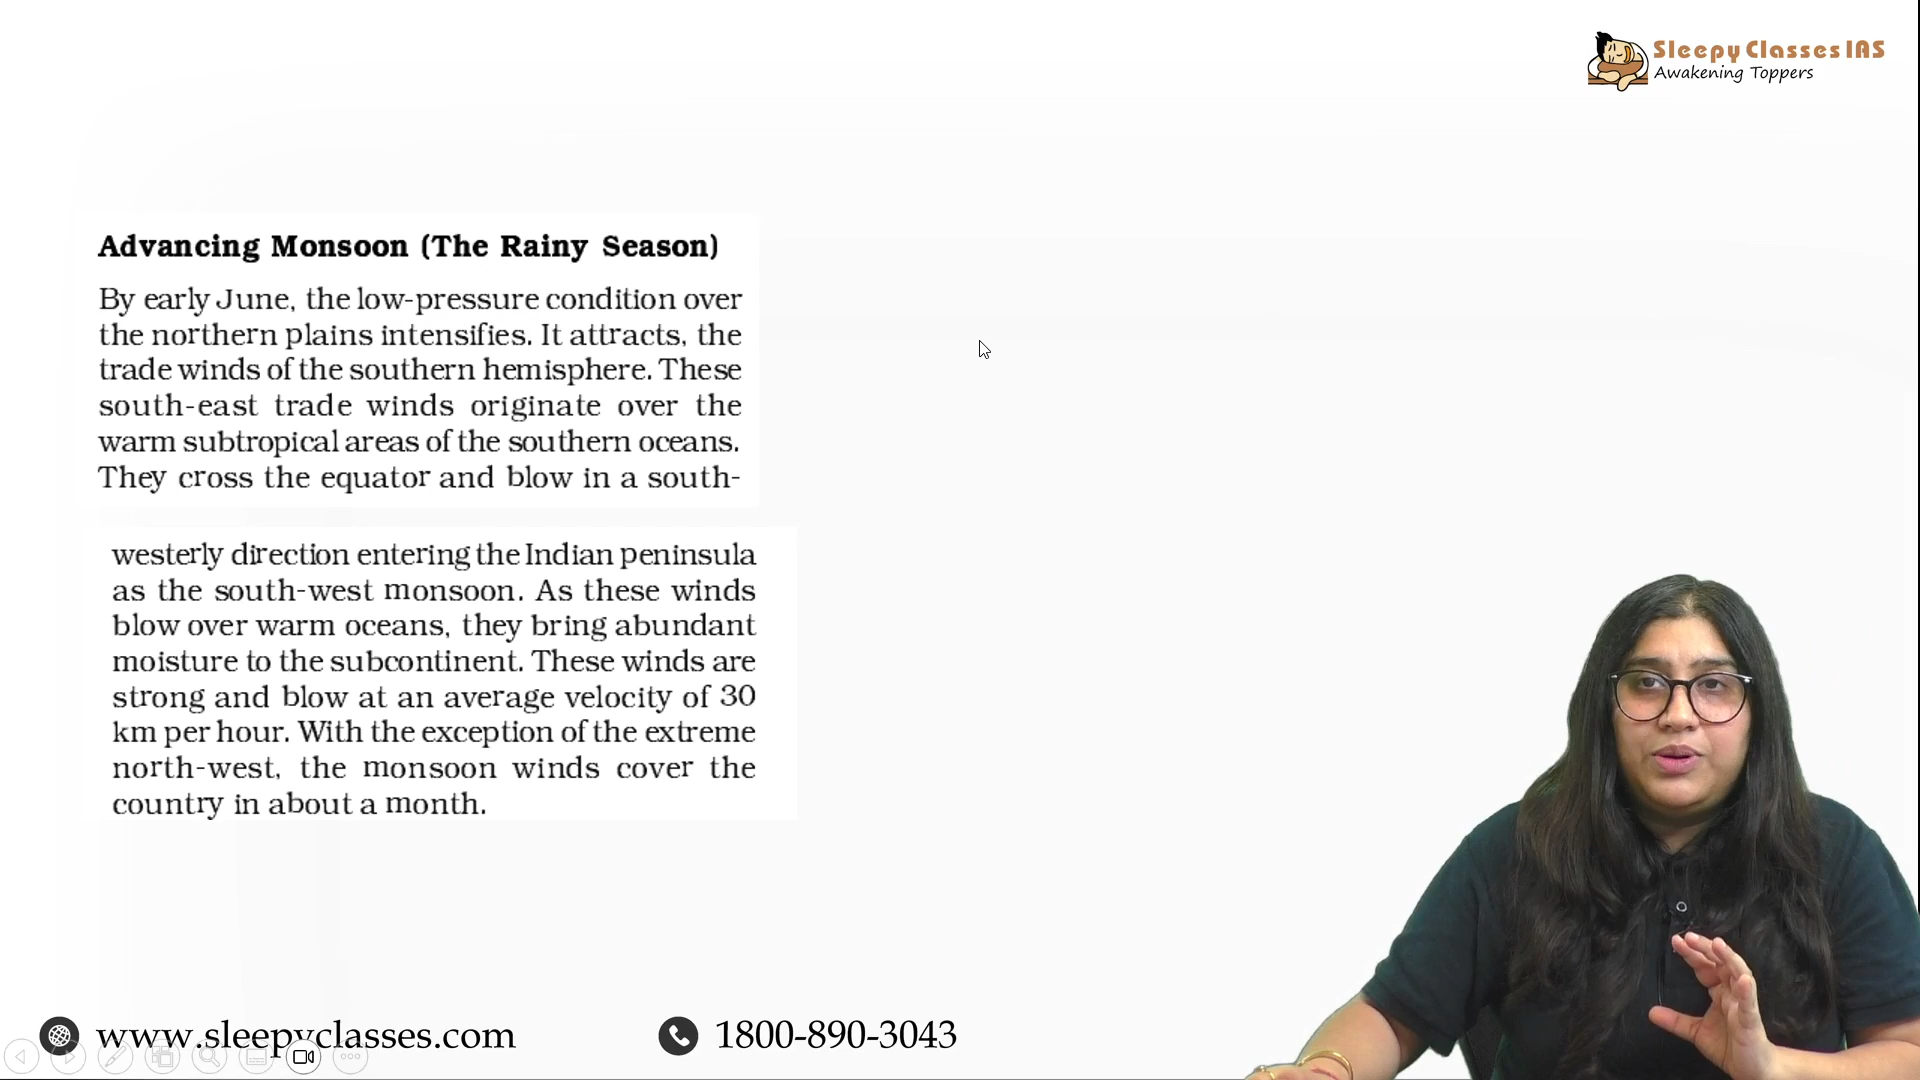 Sleepy Classes IAS
Awakening Toppers
Advancing Monsoon (The Rainy Season)
By early June, the low-pressure condition over
the northern plains intensifies. It attracts, the
trade winds of the southern hemisphere. These
south-east trade winds originate over the
warm subtropical areas of the southern oceans.
They cross the equator and blow in a south-
westerly direction entering the Indian peninsula
as the south-west monsoon. As these winds
blow over warm oceans, they bring abundant
moisture to the subcontinent. These winds are
strong and blow at an average velocity of 30
km per hour. With the exception of the extreme
north-west, the monsoon winds cover the
country in about a month.
www.sleepyclasses.com
1800-890-3043